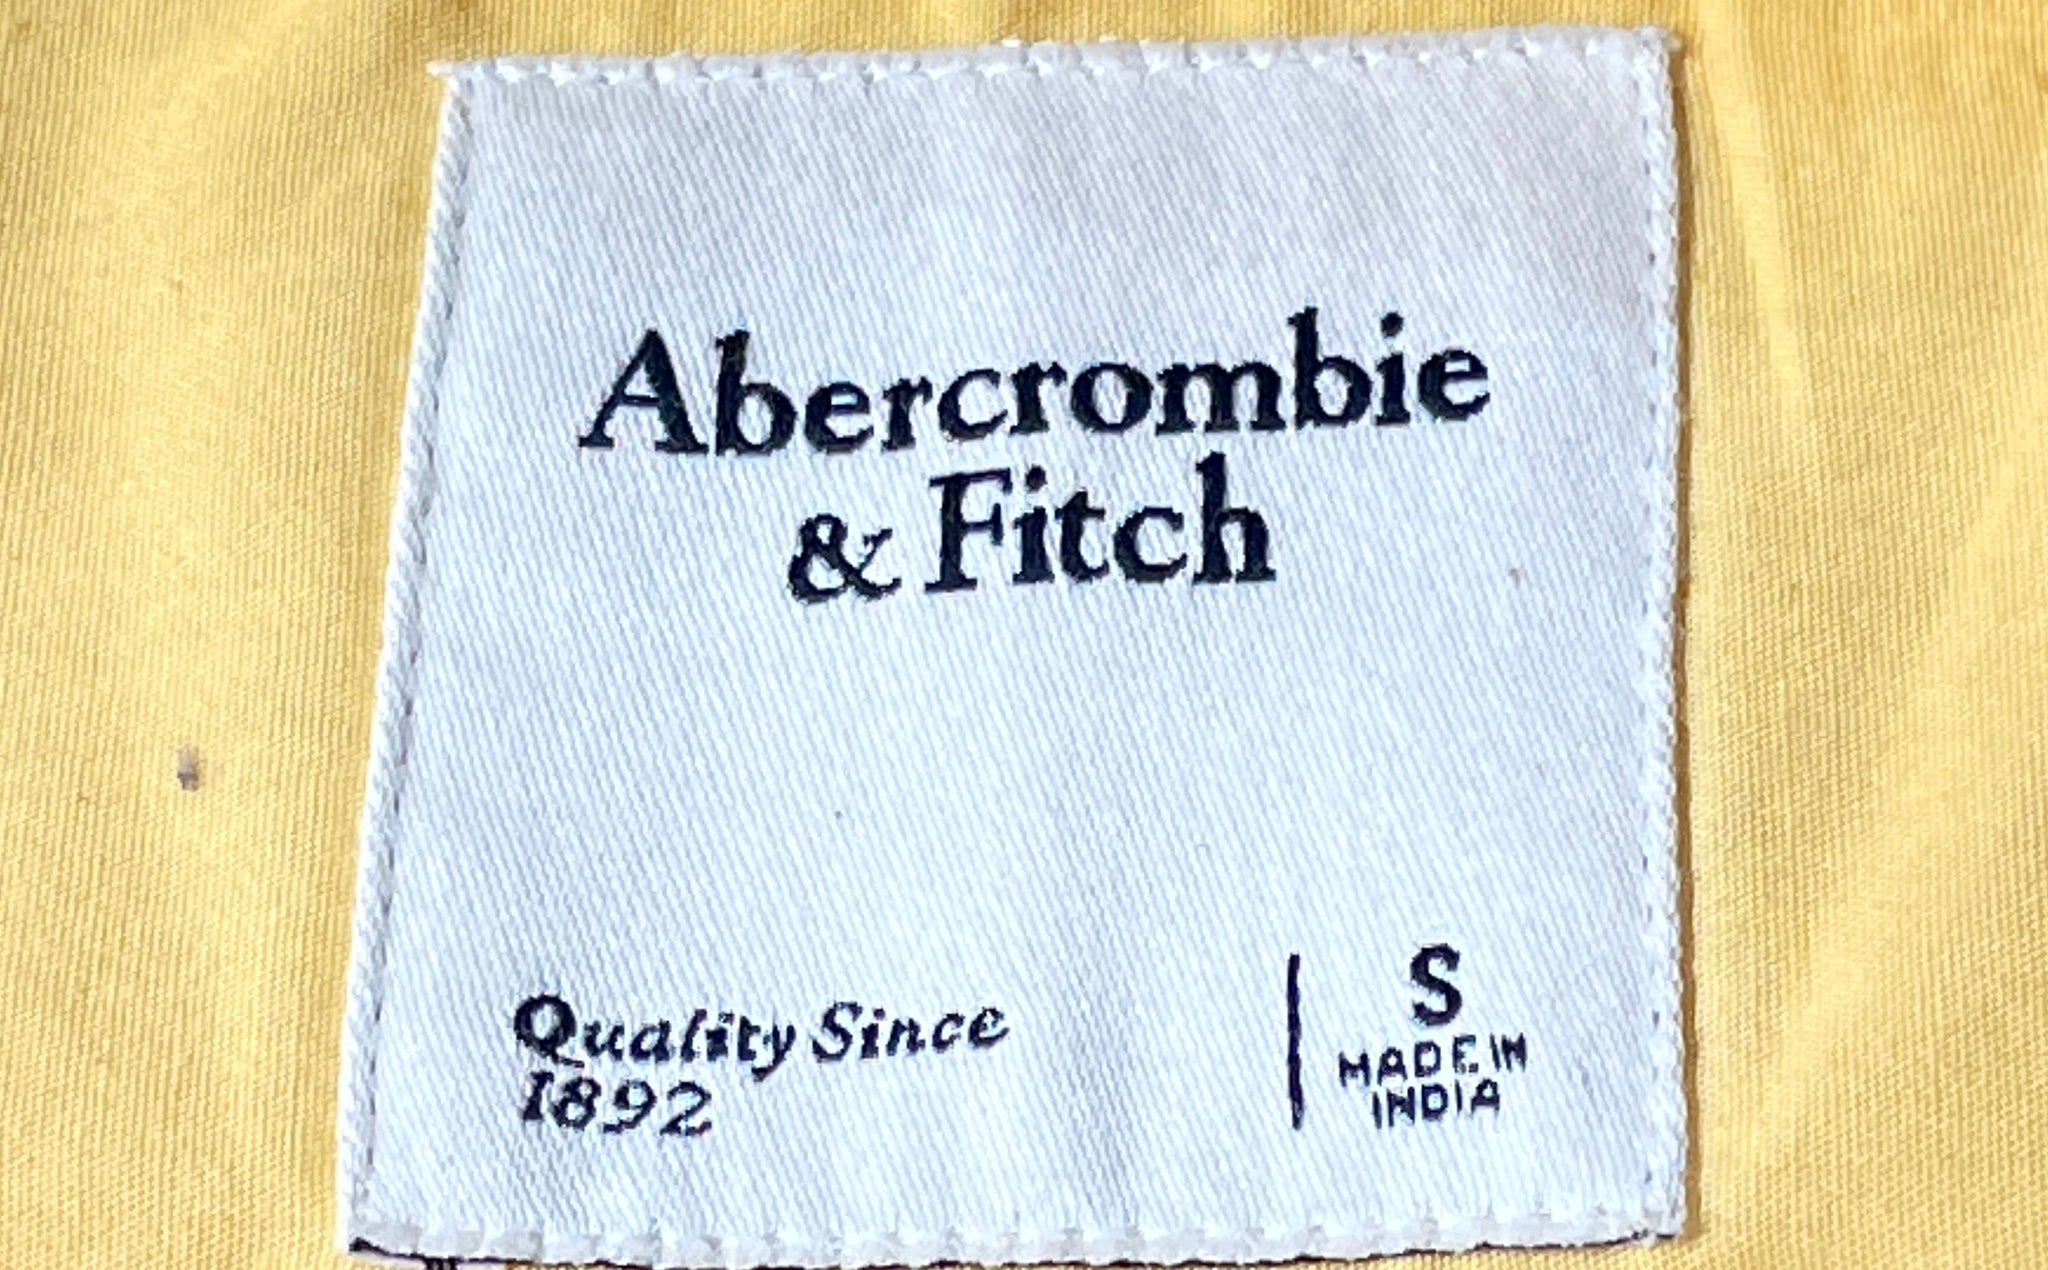 Abercrombie
& Fitch
Quality Since
1892
S
MADE IN
INDIA